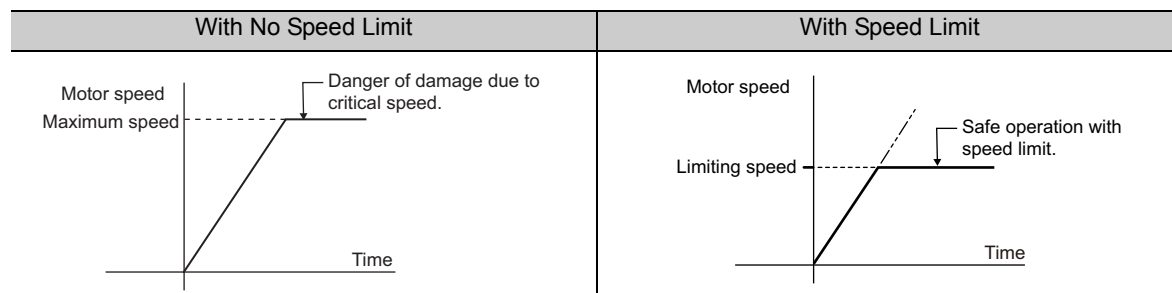 With No Speed Limit
With Speed Limit
Motor speed
Maximum speed
Danger of damage due to
critical speed.
Time
Motor speed
Limiting speed
Safe operation with
speed limit.
Time